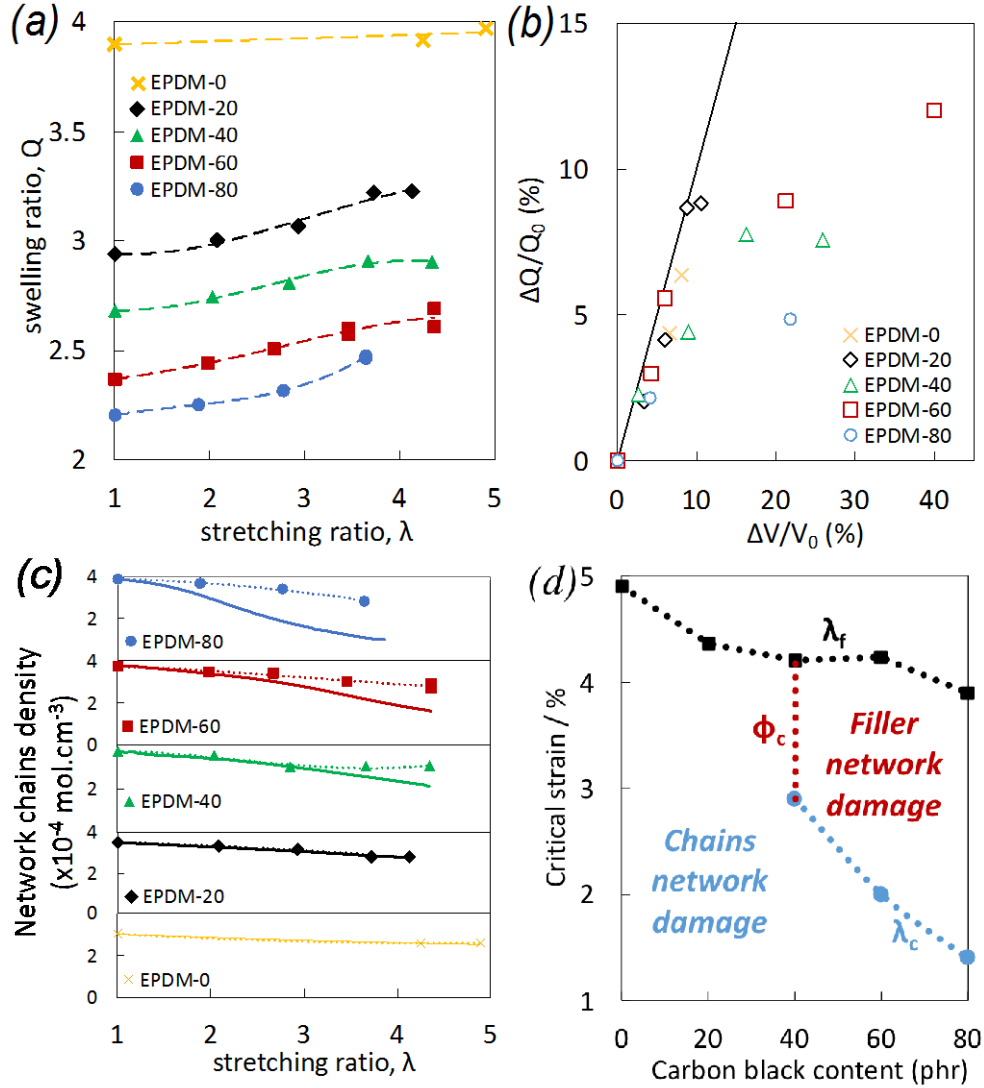 (a)
4
3.5
3
2.5
2
swelling ratio, Q
EPDM-0
EPDM-20
EPDM-40
EPDM-60
EPDM-80
1 2 3 4 5
stretching ratio, λ
(b)
15
10
5
0
ΔQ/Q₀ (%)
EPDM-0
EPDM-20
EPDM-40
EPDM-60
EPDM-80
0 10 20 30 40
ΔV/V₀ (%)
(c)
Network chains density
(x10⁻⁴ mol.cm⁻³)
4
2
EPDM-80
4
2
EPDM-60
0
4
2
EPDM-40
0
4
2
EPDM-20
0
4
2
EPDM-0
0
1 2 3 4 5
stretching ratio, λ
(d)
5
4
3
2
1
Critical strain / %
λf
ϕc
Filler
network
damage
Chains
network
damage
λc
0 20 40 60 80
Carbon black content (phr)